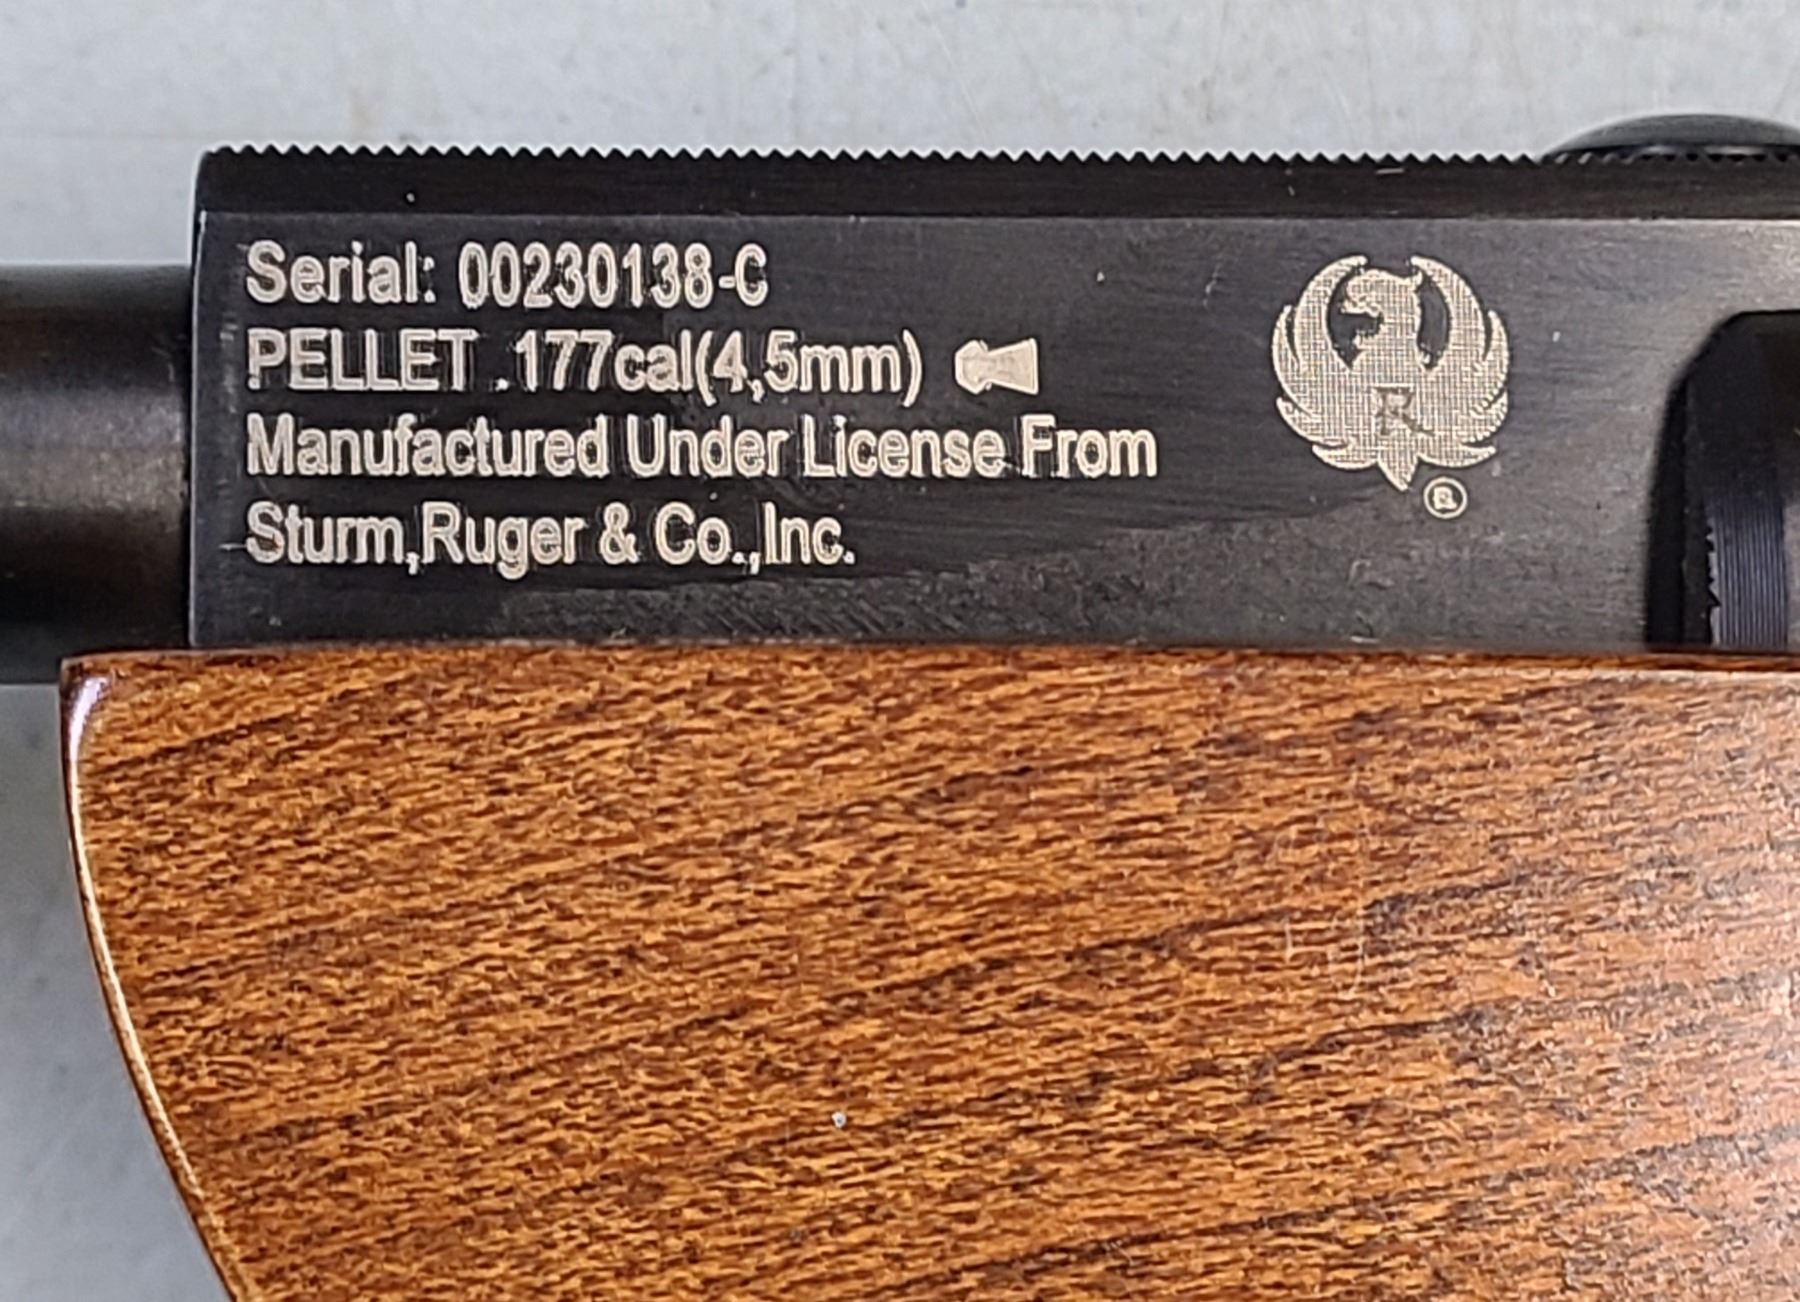 Serial: 00230138-C
PELLET .177cal(4,5mm)
Manufactured Under License From
Sturm,Ruger & Co.,Inc.
R
®